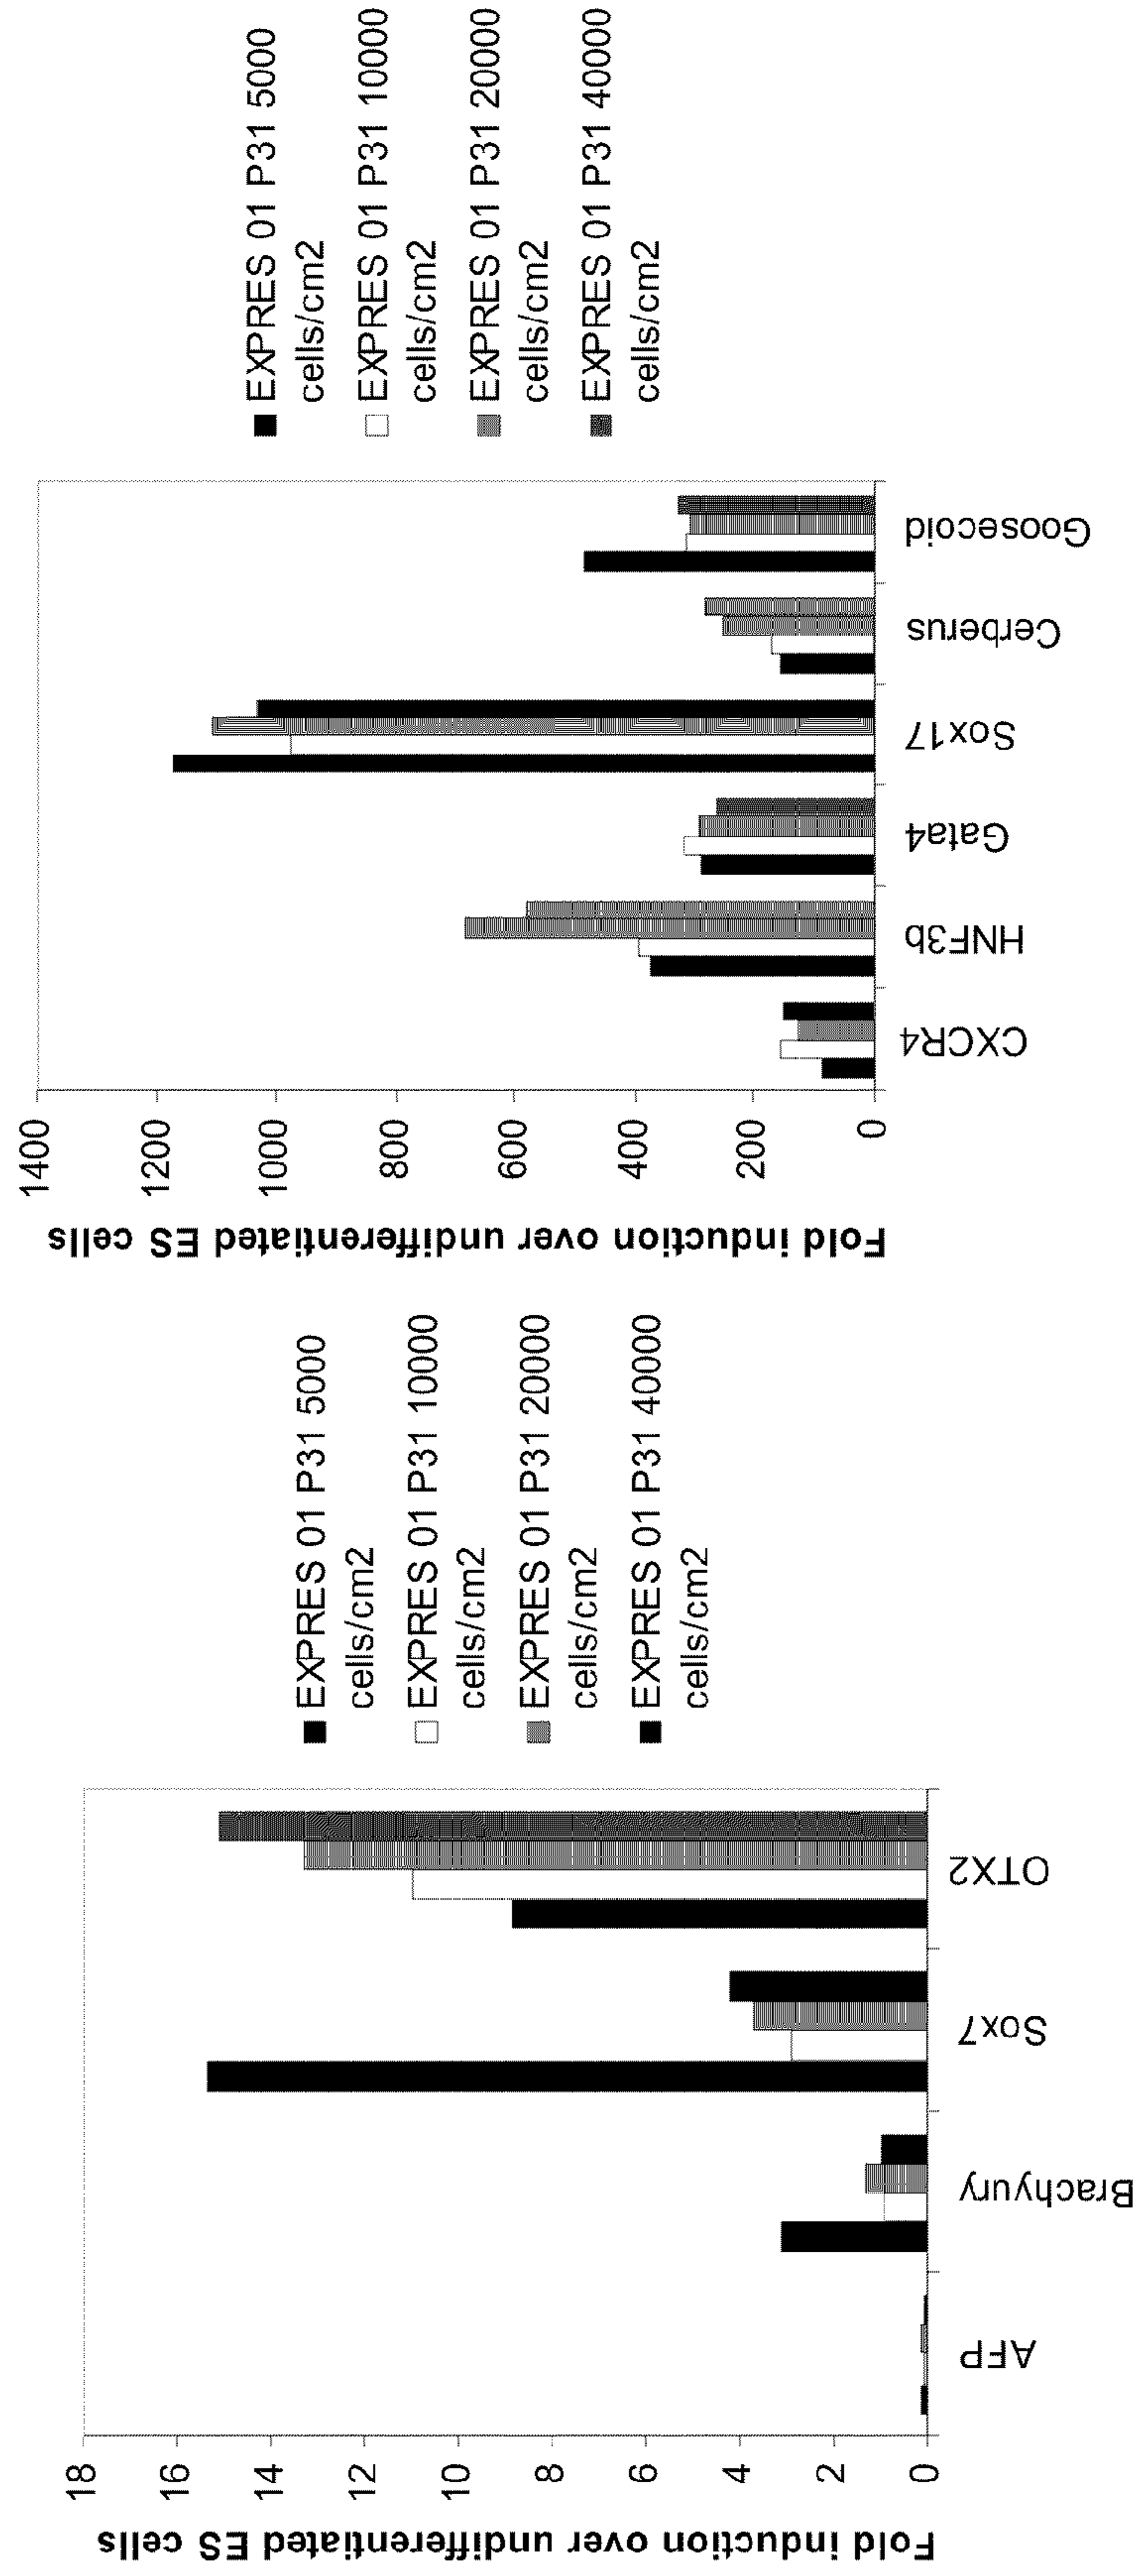 Fold induction over undifferentiated ES cells
1400
1200
1000
800
600
400
200
0
CXCR4
HNF3b
Gata4
Sox17
Cerberus
Goosecoid
EXPRES 01 P31 5000
cells/cm2
EXPRES 01 P31 10000
cells/cm2
EXPRES 01 P31 20000
cells/cm2
EXPRES 01 P31 40000
cells/cm2
Fold induction over undifferentiated ES cells
18
16
14
12
10
8
6
4
2
0
AFP
Brachyury
Sox7
OTX2
EXPRES 01 P31 5000
cells/cm2
EXPRES 01 P31 10000
cells/cm2
EXPRES 01 P31 20000
cells/cm2
EXPRES 01 P31 40000
cells/cm2